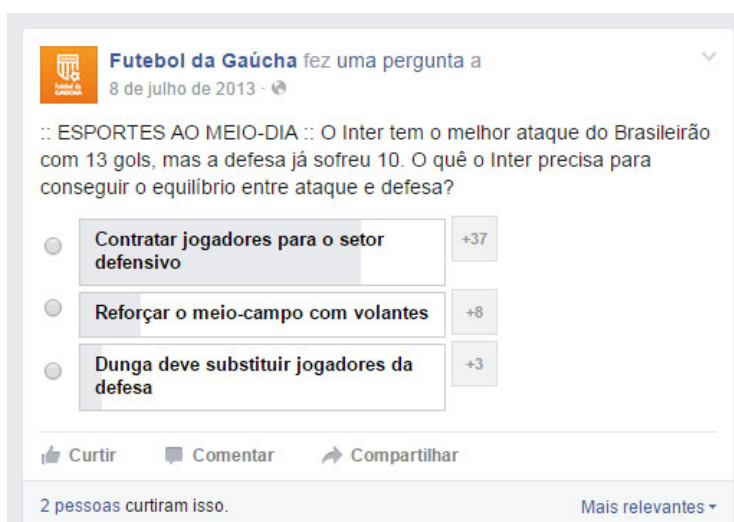 Futebol da Gaúcha fez uma pergunta a
8 de julho de 2013 ·
:: ESPORTES AO MEIO-DIA :: O Inter tem o melhor ataque do Brasileirão
com 13 gols, mas a defesa já sofreu 10. O quê o Inter precisa para
conseguir o equilíbrio entre ataque e defesa?
Contratar jogadores para o setor
defensivo
+37
Reforçar o meio-campo com volantes
+8
Dunga deve substituir jogadores da
defesa
+3
Curtir Comentar Compartilhar
2 pessoas curtiram isso. Mais relevantes